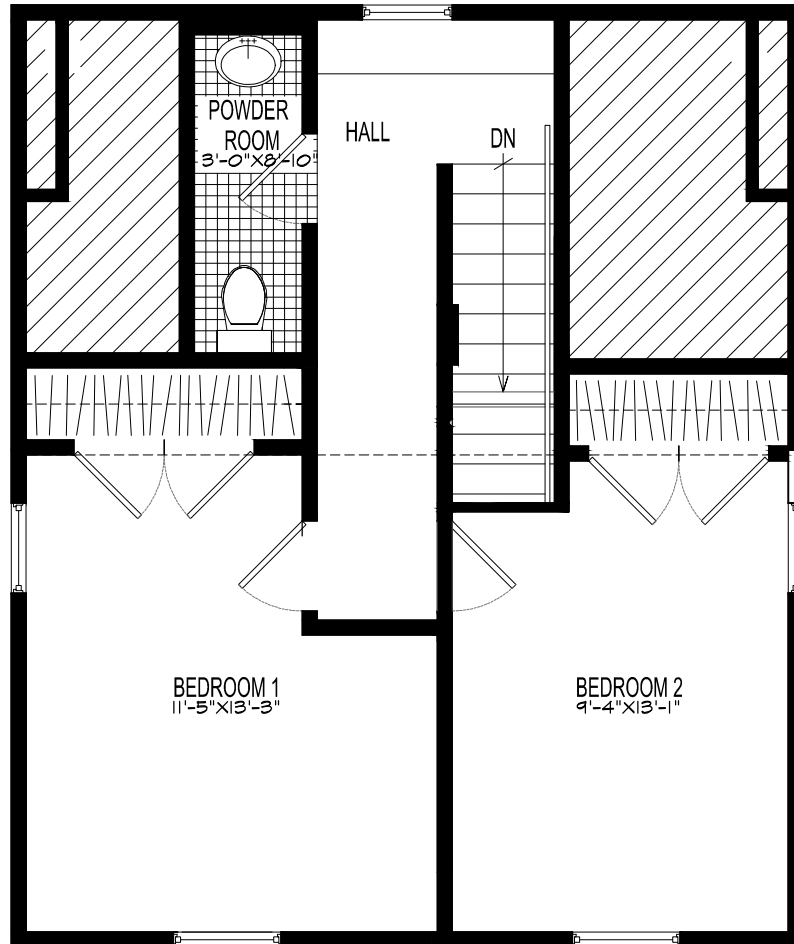 POWDER
ROOM
3'-0"X8'-10"
HALL
DN
BEDROOM 1
11'-5"X13'-3"
BEDROOM 2
9'-4"X13'-1"